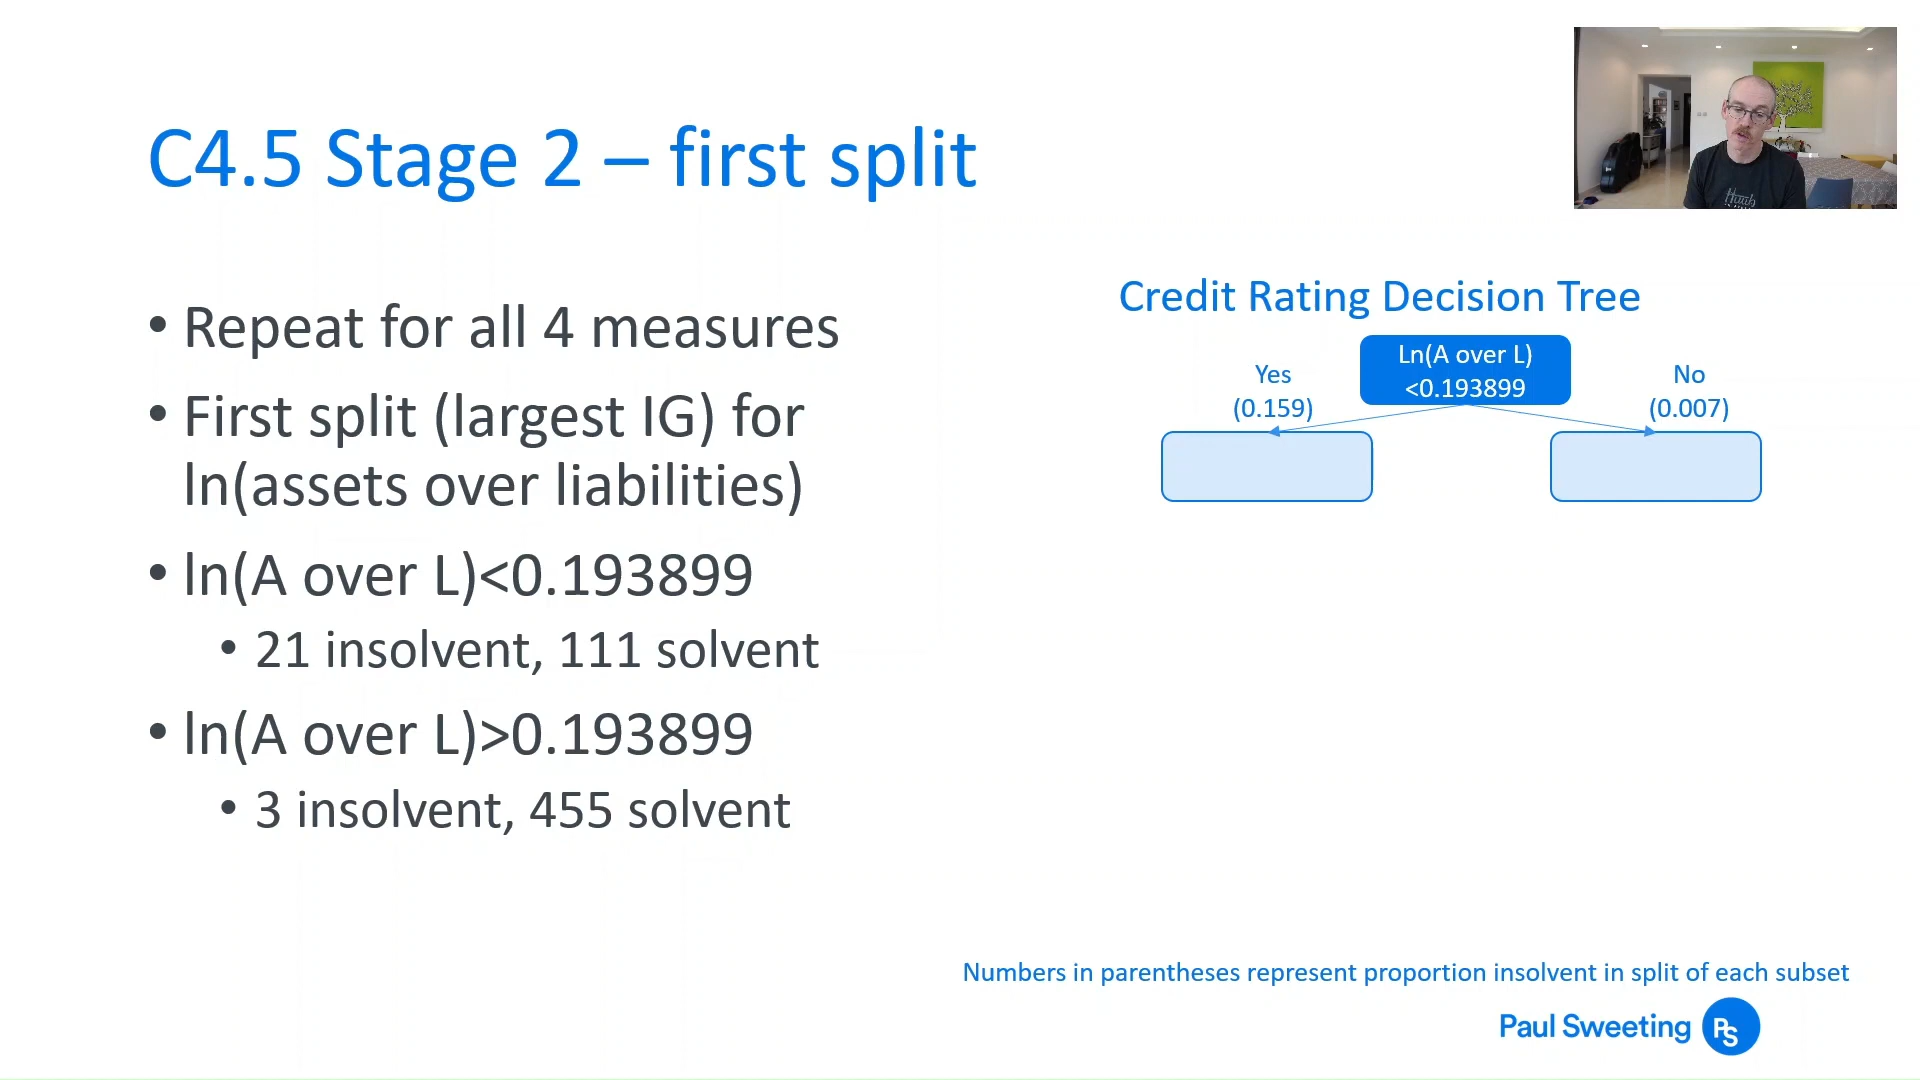 C4.5 Stage 2 – first split
• Repeat for all 4 measures
• First split (largest IG) for
ln(assets over liabilities)
• ln(A over L)<0.193899
• 21 insolvent, 111 solvent
• ln(A over L)>0.193899
• 3 insolvent, 455 solvent
Credit Rating Decision Tree
Ln(A over L)
<0.193899
Yes
(0.159)
No
(0.007)
Numbers in parentheses represent proportion insolvent in split of each subset
Paul Sweeting
PS